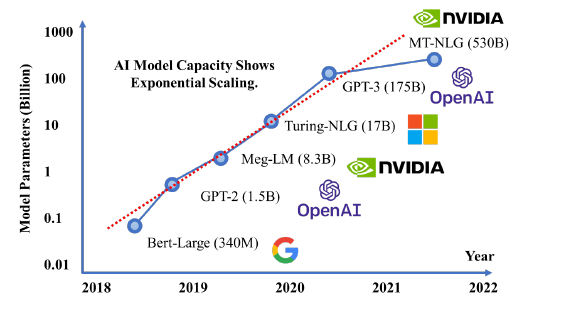 NVIDIA
1000
MT-NLG (530B)
AI Model Capacity Shows
Exponential Scaling.
100
GPT-3 (175B)
OpenAI
10
Turing-NLG (17B)
Meg-LM (8.3B)
NVIDIA
1
GPT-2 (1.5B)
OpenAI
0.1
Bert-Large (340M)
G
0.01
Model Parameters (Billion)
Year
2018
2019
2020
2021
2022